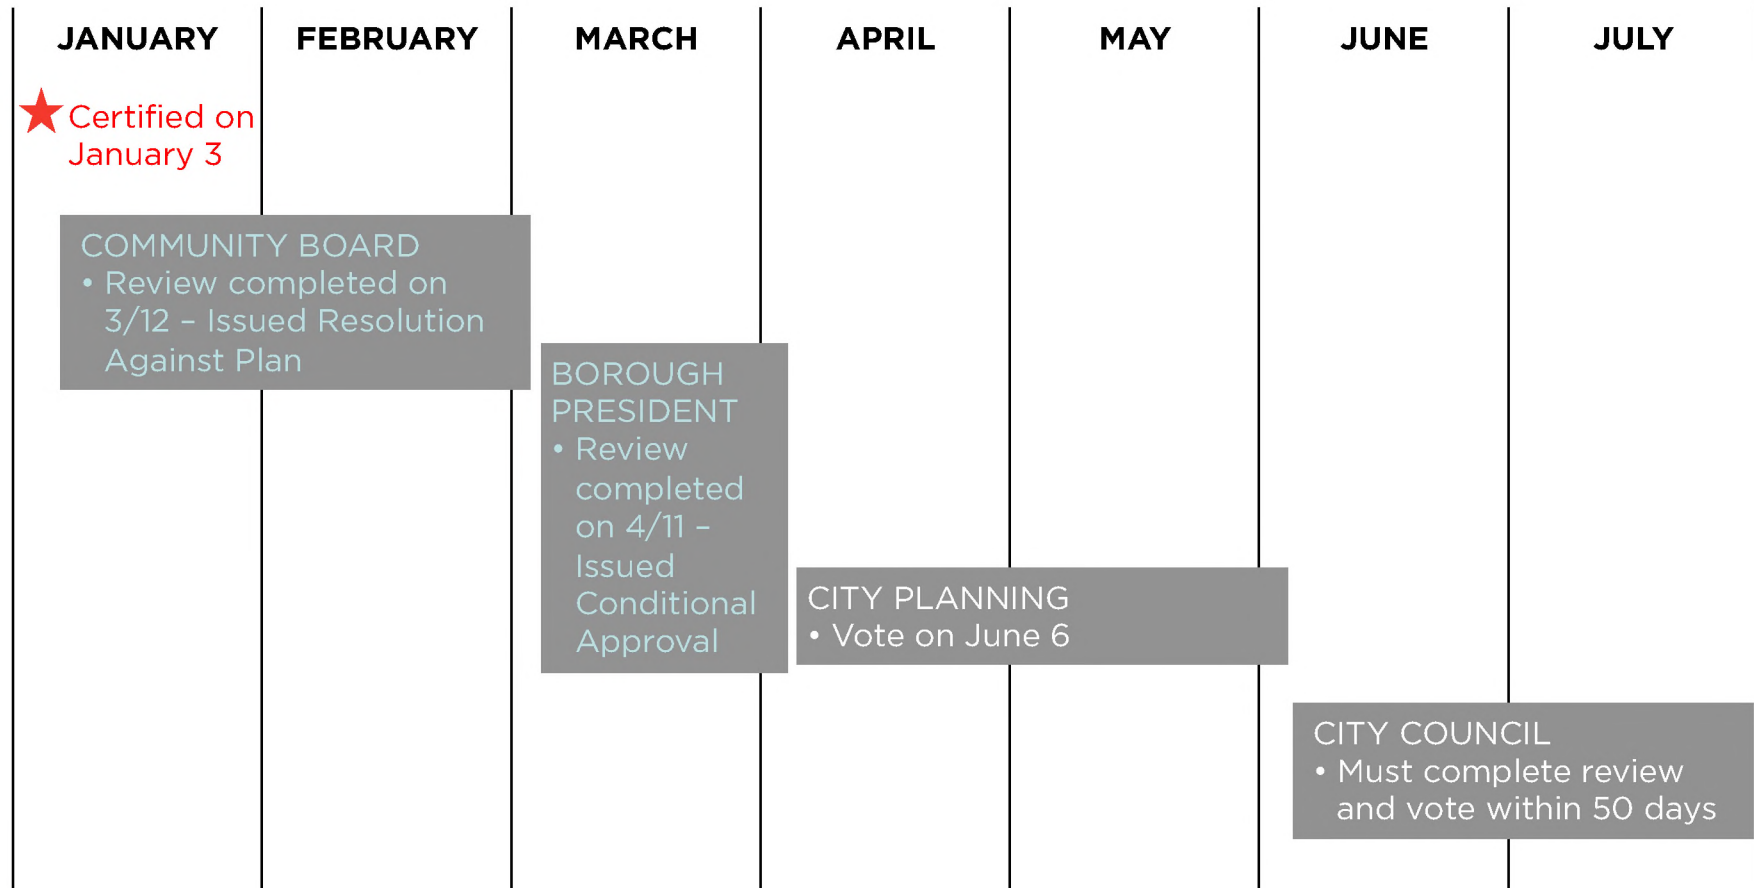 JANUARY FEBRUARY MARCH APRIL MAY JUNE JULY
Certified on
January 3
COMMUNITY BOARD
• Review completed on
3/12 – Issued Resolution
Against Plan
BOROUGH
PRESIDENT
• Review
completed
on 4/11 –
Issued
Conditional
Approval
CITY PLANNING
• Vote on June 6
CITY COUNCIL
• Must complete review
and vote within 50 days